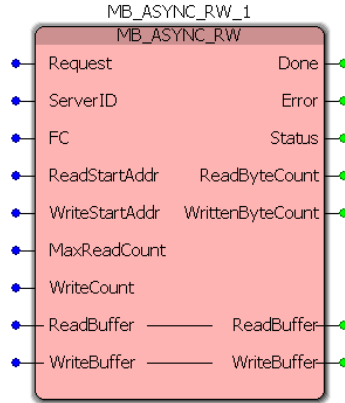 MB_ASYNC_RW_1
MB_ASYNC_RW
Request Done
ServerID Error
FC Status
ReadStartAddr ReadByteCount
WriteStartAddr WrittenByteCount
MaxReadCount
WriteCount
ReadBuffer ReadBuffer
WriteBuffer WriteBuffer